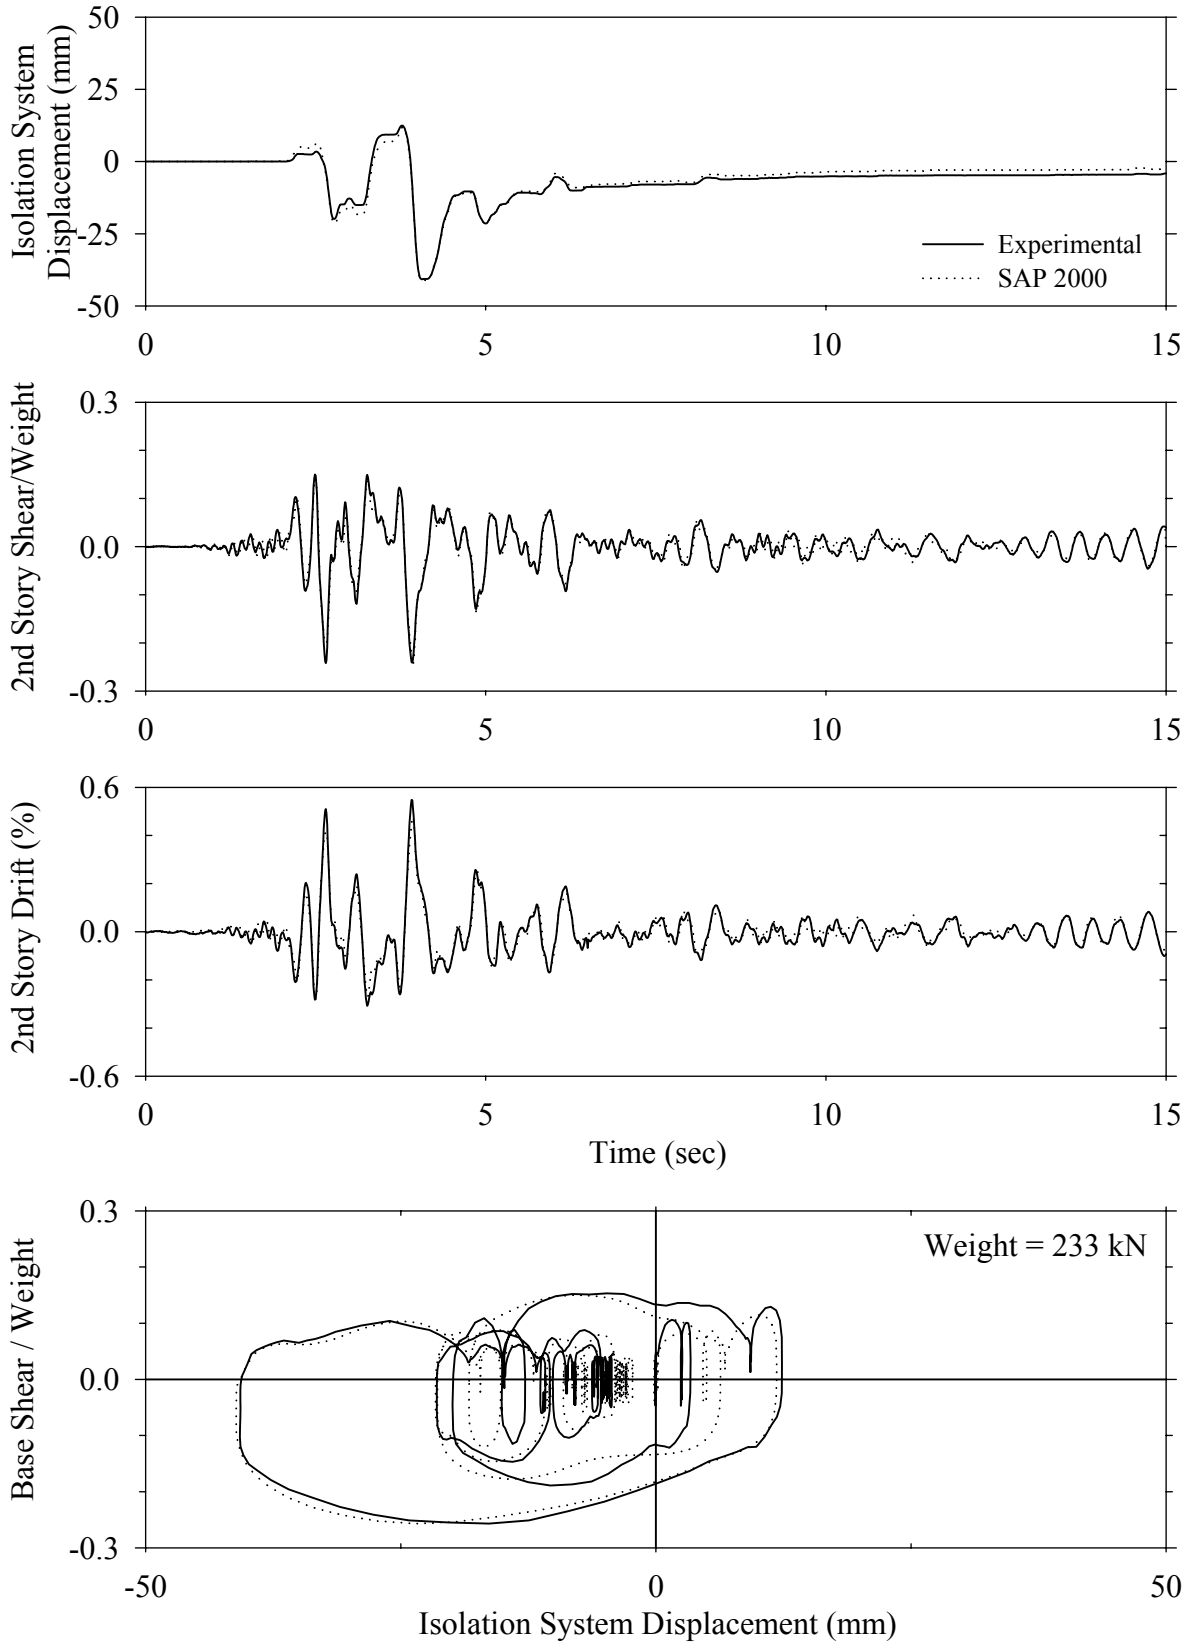 Isolation System
Displacement (mm)
50
25
0
-25
-50
Experimental
SAP 2000
0 5 10 15
2nd Story Shear/Weight
0.3
0.0
-0.3
0 5 10 15
2nd Story Drift (%)
0.6
0.0
-0.6
0 5 10 15
Time (sec)
Base Shear / Weight
0.3
0.0
-0.3
Weight = 233 kN
-50 0 50
Isolation System Displacement (mm)